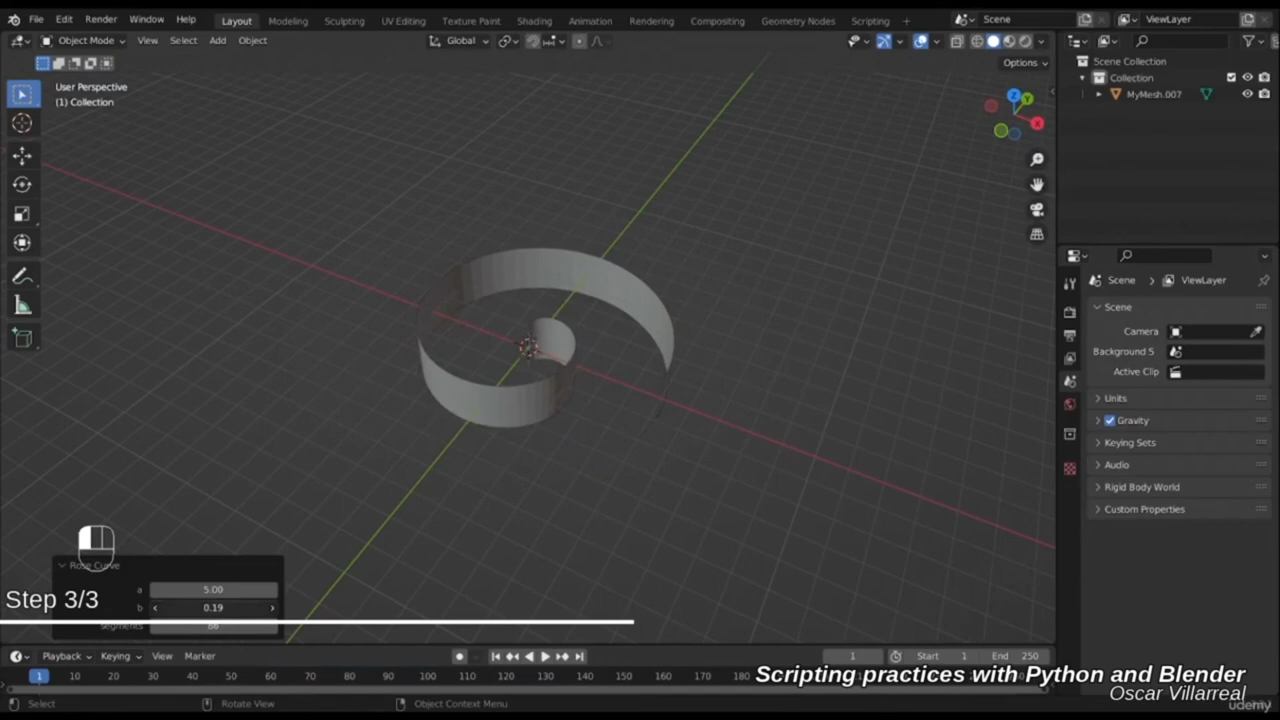 File Edit Render Window Help Layout Modeling Sculpting UV Editing Texture Paint Shading Animation Rendering Compositing Geometry Nodes Scripting + Scene ViewLayer
Object Mode View Select Add Object Global
Options
User Perspective
(1) Collection
Z Y X
Scene Collection
Collection
MyMesh.007
Scene ViewLayer
Scene
Camera
Background S
Active Clip
Units
Gravity
Keying Sets
Audio
Rigid Body World
Custom Properties
Rose Curve
a 5.00
Step 3/3
b 0.19
segments 66
Playback Keying View Marker 1 Start 1 End 250
1 10 20 30 40 50 60 70 80 90 100 110 120 130 140 150 160 170 180
Scripting practices with Python and Blender
Oscar Villarreal
Select Rotate View Object Context Menu
udemy